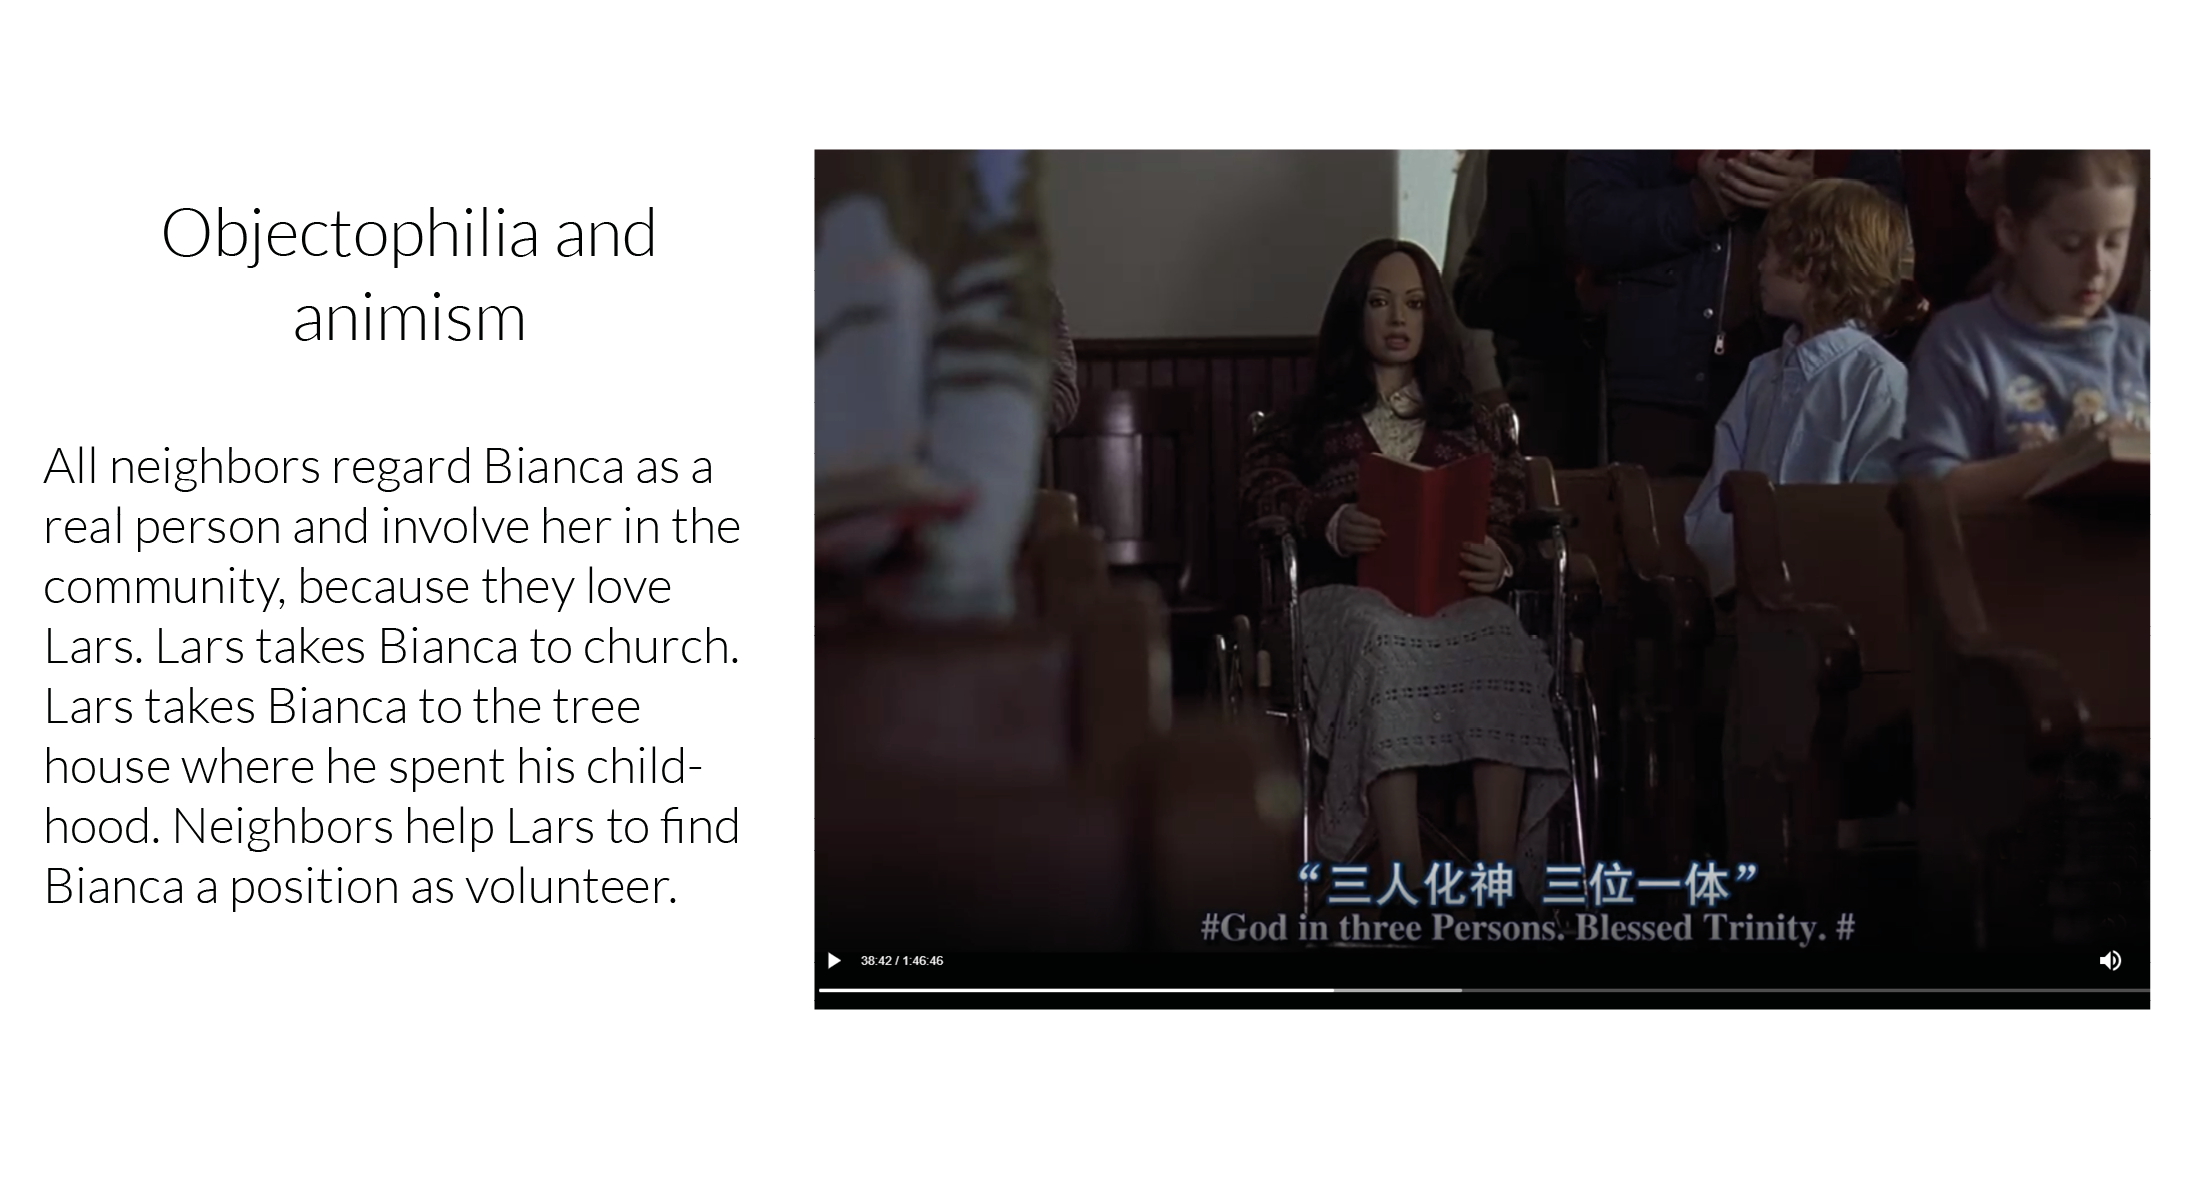 Objectophilia and
animism
All neighbors regard Bianca as a
real person and involve her in the
community, because they love
Lars. Lars takes Bianca to church.
Lars takes Bianca to the tree
house where he spent his child-
hood. Neighbors help Lars to find
Bianca a position as volunteer.
“三人化神 三位一体”
#God in three Persons. Blessed Trinity. #
38:42 / 1:46:46